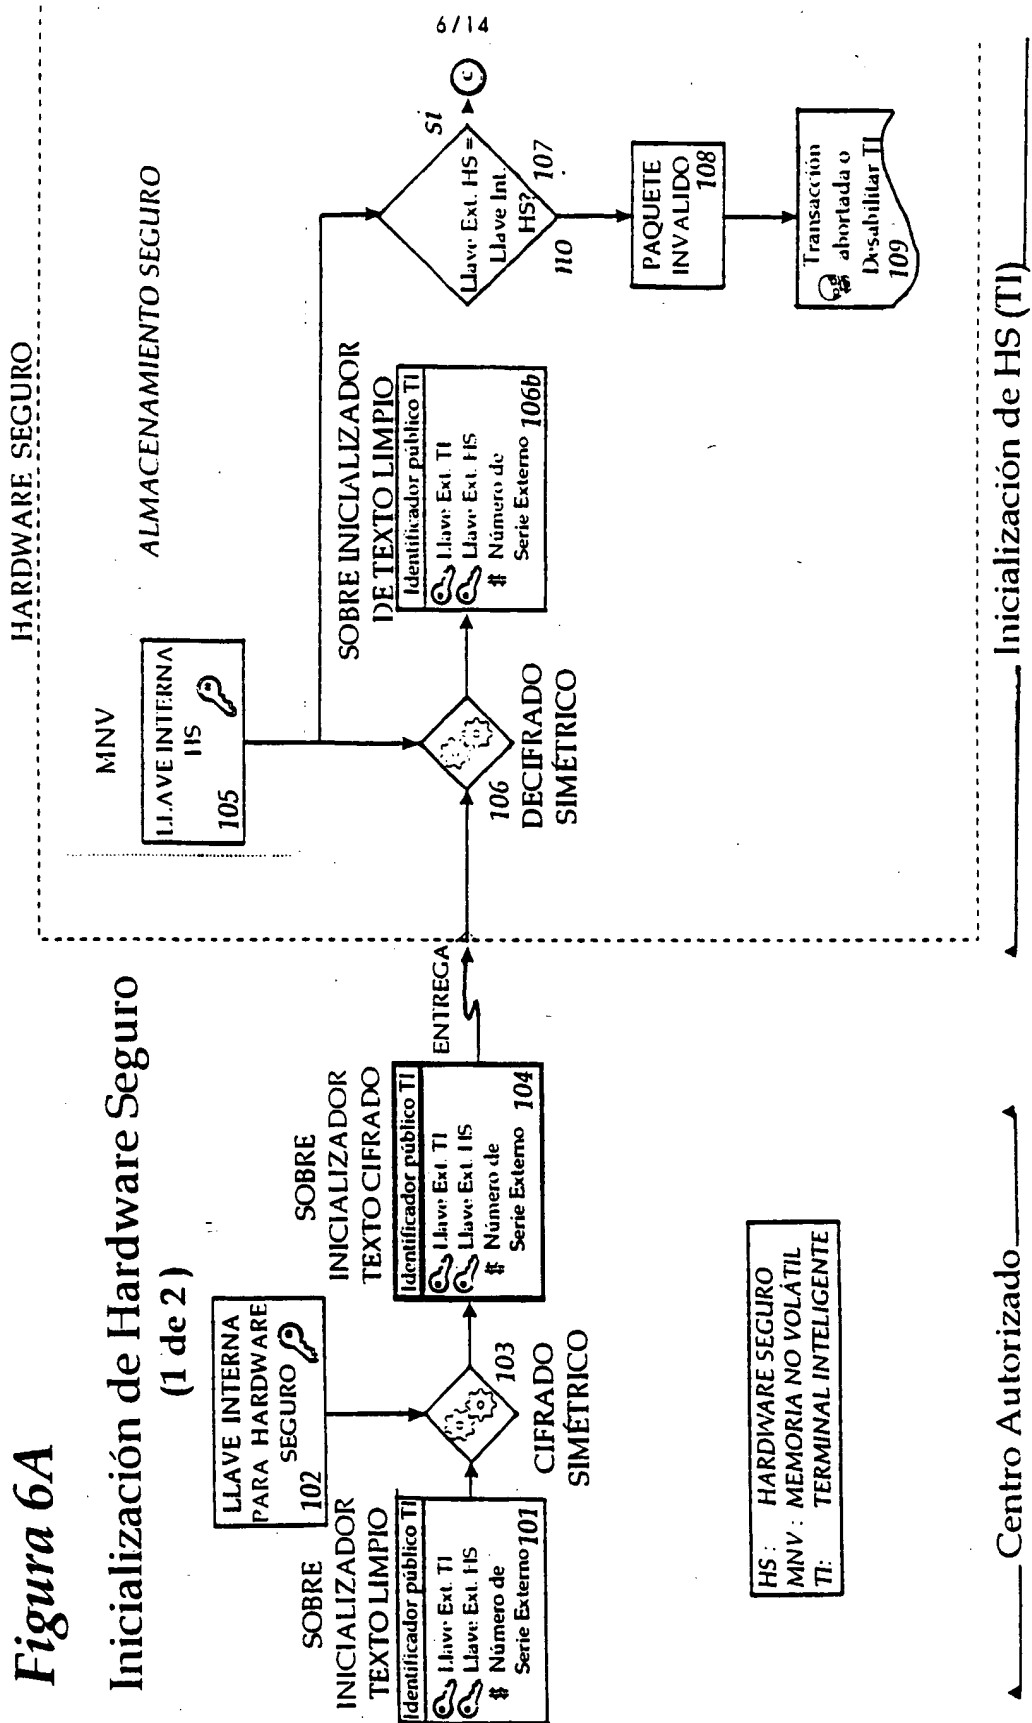 6/14
Figura 6A
Inicialización de Hardware Seguro
(1 de 2)
SOBRE
INICIALIZADOR
TEXTO LIMPIO
Identificador público TI
Llave Ext. TI
Llave Ext. HS
# Número de
Serie Externo 101
LLAVE INTERNA
PARA HARDWARE
SEGURO
102
103
CIFRADO
SIMÉTRICO
SOBRE
INICIALIZADOR
TEXTO CIFRADO
Identificador público TI
Llave Ext. TI
Llave Ext. HS
# Número de
Serie Externo 104
ENTREGA
HARDWARE SEGURO
MNV
ALMACENAMIENTO SEGURO
LLAVE INTERNA
HS
105
106
DECIFRADO
SIMÉTRICO
SOBRE INICIALIZADOR
DE TEXTO LIMPIO
Identificador público TI
Llave Ext. TI
Llave Ext. HS
# Número de
Serie Externo 106b
Llave Ext. HS =
Llave Int.
HS?
107
si
C
no
PAQUETE
INVALIDO
108
Transacción
abortada o
Desabilitar TI
109
HS : HARDWARE SEGURO
MNV : MEMORIA NO VOLÁTIL
TI: TERMINAL INTELIGENTE
Centro Autorizado
Inicialización de HS (TI)